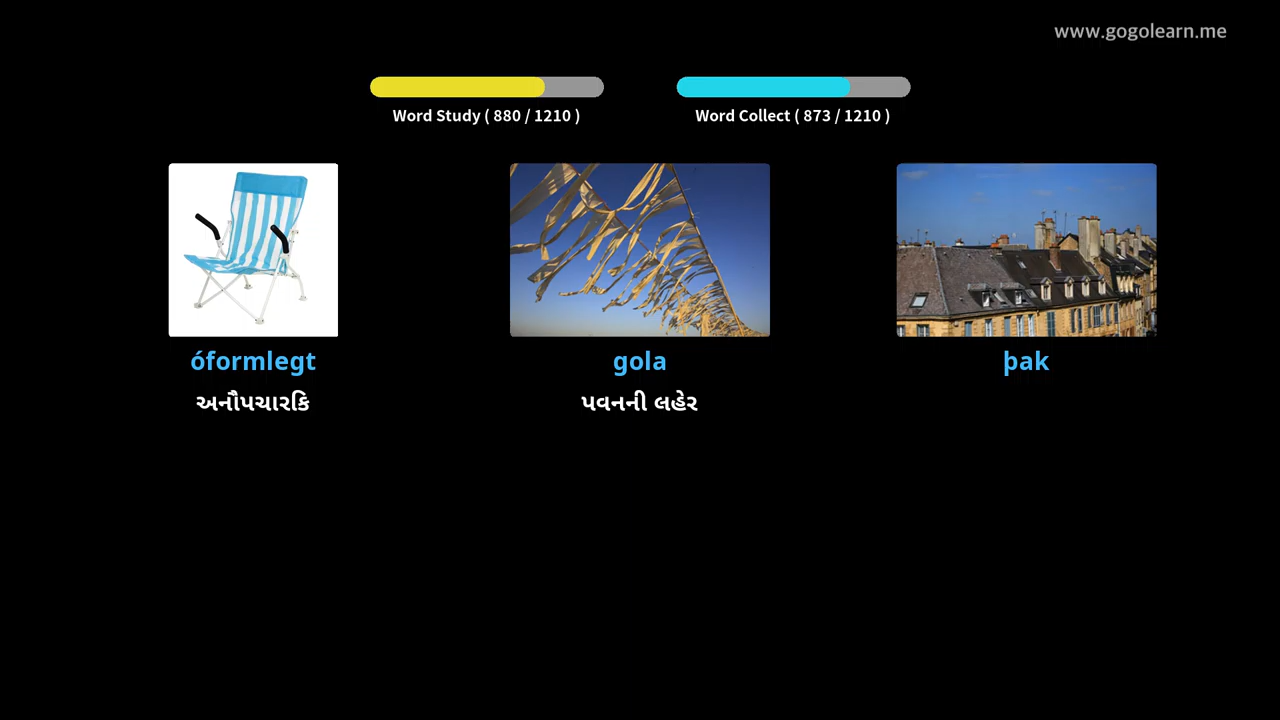 www.gogolearn.me
Word Study ( 880 / 1210 )
Word Collect ( 873 / 1210 )
óformlegt
gola
þak
અનૌપચારિક
પવનની લહેર